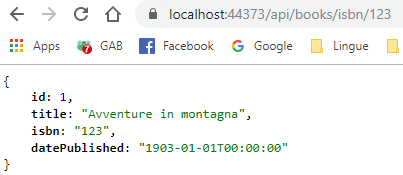 localhost:44373/api/books/isbn/123
Apps GAB Facebook Google Lingue
{
    id: 1,
    title: "Avventure in montagna",
    isbn: "123",
    datePublished: "1903-01-01T00:00:00"
}